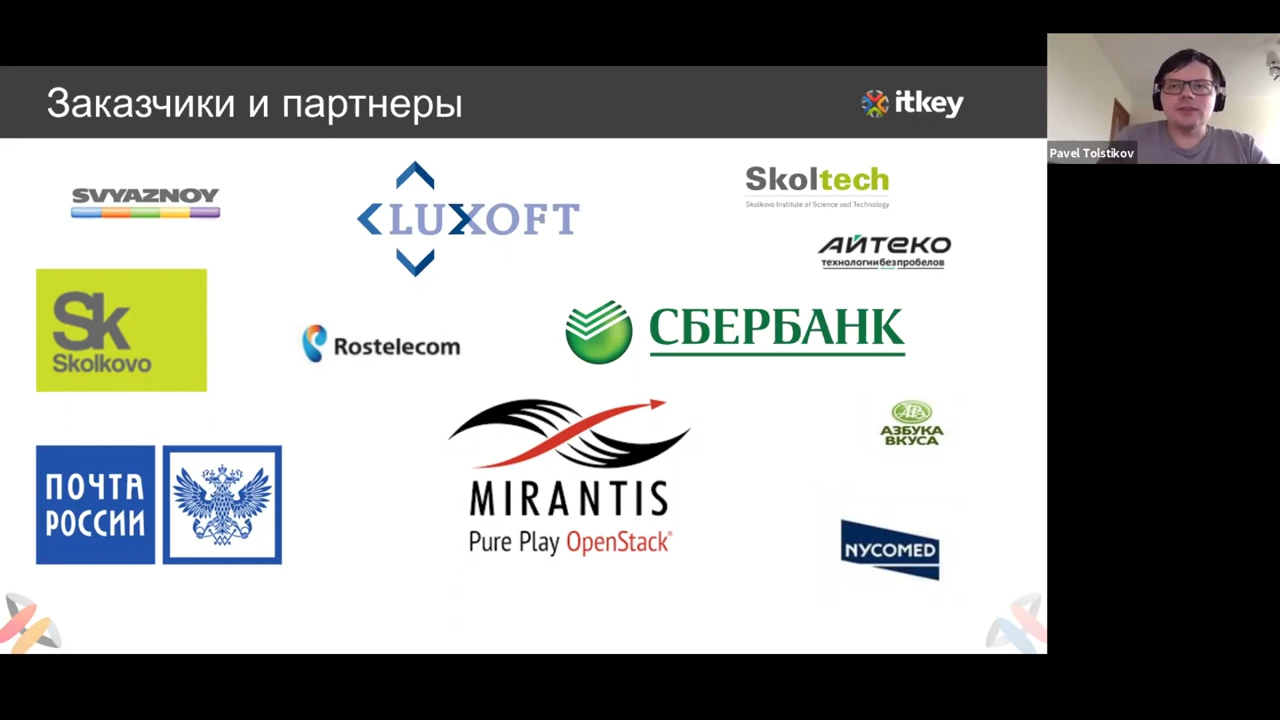 Заказчики и партнеры
itkey
Pavel Tolstikov
SVYAZNOY
LUXOFT
Skoltech
Skolkovo Institute of Science and Technology
АЙТЕКО
технологиибезпробелов
Sk
Skolkovo
Rostelecom
СБЕРБАНК
АЗБУКА
ВКУСА
ПОЧТА
РОССИИ
MIRANTIS
Pure Play OpenStack®
NYCOMED